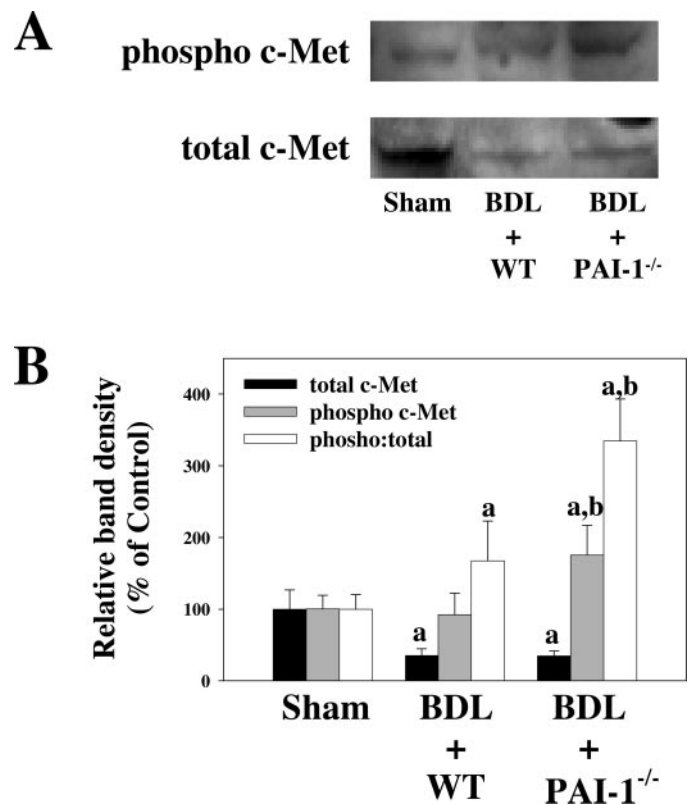 A
phospho c-Met
total c-Met
Sham BDL BDL
+ +
WT PAI-1-/-
B
Relative band density
(% of Control)
400
300
200
100
0
total c-Met
phospho c-Met
phosho:total
a
a
a
a,b
a,b
Sham BDL BDL
+ +
WT PAI-1-/-